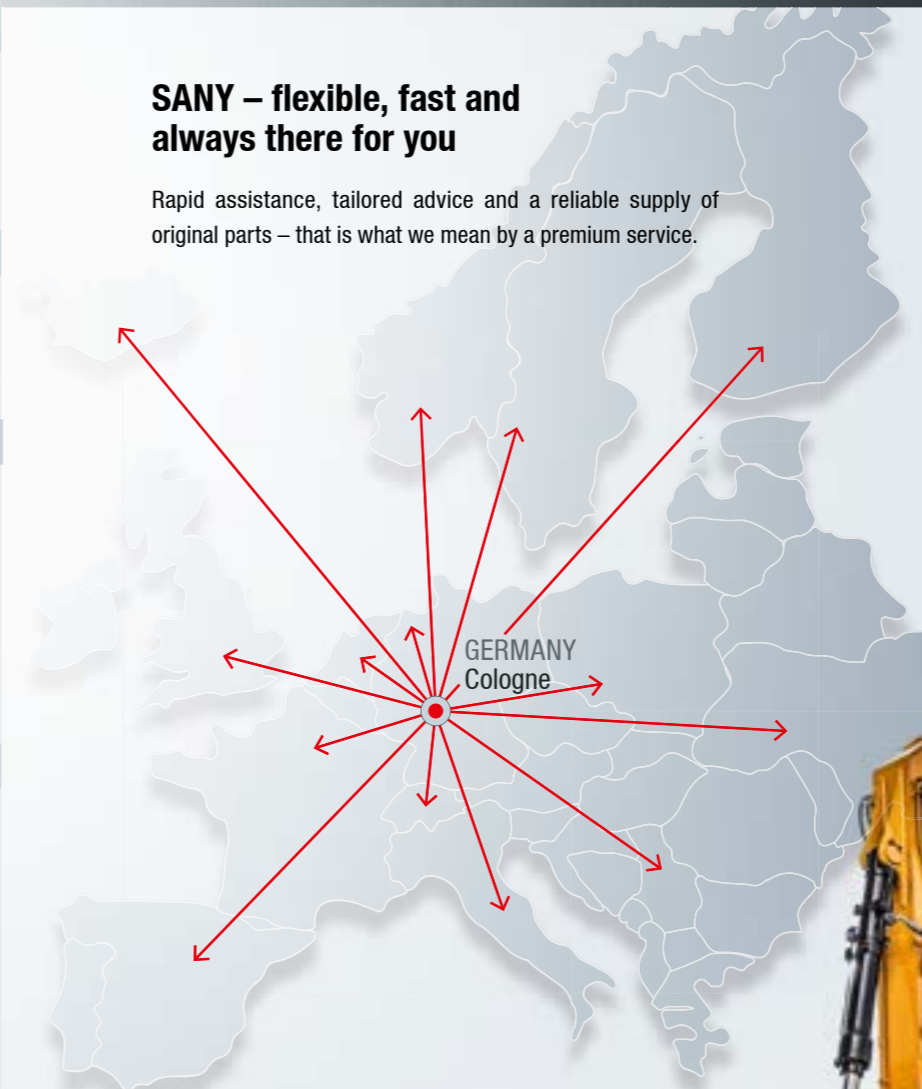 SANY – flexible, fast and
always there for you
Rapid assistance, tailored advice and a reliable supply of
original parts – that is what we mean by a premium service.
GERMANY
Cologne